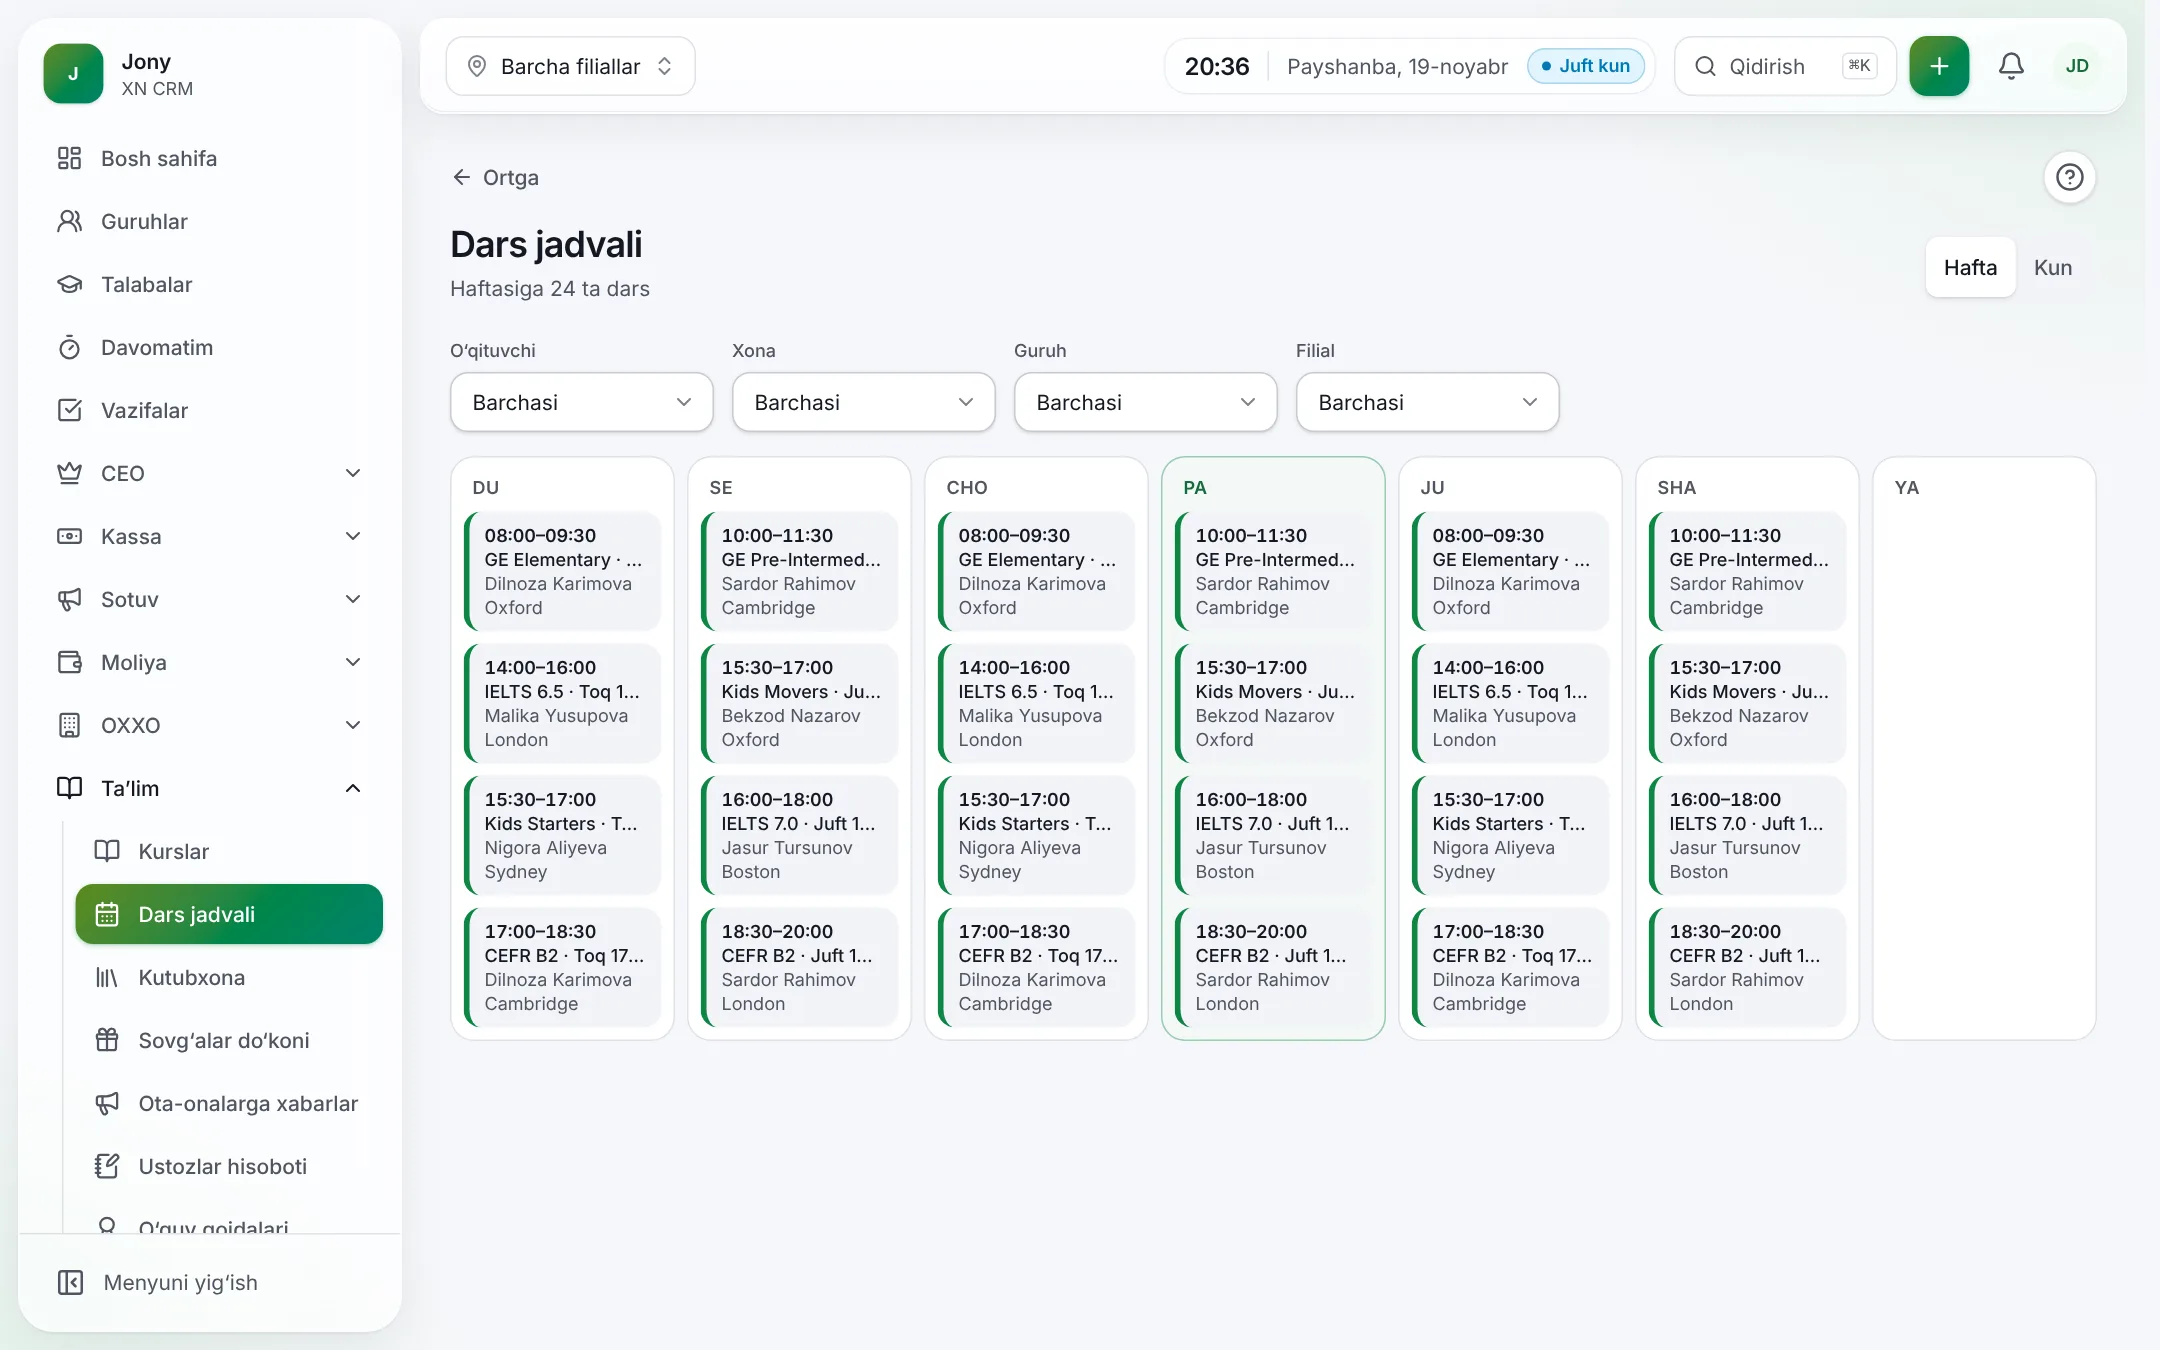 J
Jony
XN CRM
Bosh sahifa
Guruhlar
Talabalar
Davomatim
Vazifalar
CEO
Kassa
Sotuv
Moliya
OXXO
Ta’lim
Kurslar
Dars jadvali
Kutubxona
Sovg‘alar do‘koni
Ota-onalarga xabarlar
Ustozlar hisoboti
O‘quv qoidalari
Menyuni yig‘ish
Barcha filiallar
20:36
Payshanba, 19-noyabr
Juft kun
Qidirish
⌘K
JD
Ortga
Dars jadvali
Haftasiga 24 ta dars
Hafta
Kun
O‘qituvchi
Barchasi
Xona
Barchasi
Guruh
Barchasi
Filial
Barchasi
DU
08:00–09:30
GE Elementary · ...
Dilnoza Karimova
Oxford
14:00–16:00
IELTS 6.5 · Toq 1...
Malika Yusupova
London
15:30–17:00
Kids Starters · T...
Nigora Aliyeva
Sydney
17:00–18:30
CEFR B2 · Toq 17...
Dilnoza Karimova
Cambridge
SE
10:00–11:30
GE Pre-Intermed...
Sardor Rahimov
Cambridge
15:30–17:00
Kids Movers · Ju...
Bekzod Nazarov
Oxford
16:00–18:00
IELTS 7.0 · Juft 1...
Jasur Tursunov
Boston
18:30–20:00
CEFR B2 · Juft 1...
Sardor Rahimov
London
CHO
08:00–09:30
GE Elementary · ...
Dilnoza Karimova
Oxford
14:00–16:00
IELTS 6.5 · Toq 1...
Malika Yusupova
London
15:30–17:00
Kids Starters · T...
Nigora Aliyeva
Sydney
17:00–18:30
CEFR B2 · Toq 17...
Dilnoza Karimova
Cambridge
PA
10:00–11:30
GE Pre-Intermed...
Sardor Rahimov
Cambridge
15:30–17:00
Kids Movers · Ju...
Bekzod Nazarov
Oxford
16:00–18:00
IELTS 7.0 · Juft 1...
Jasur Tursunov
Boston
18:30–20:00
CEFR B2 · Juft 1...
Sardor Rahimov
London
JU
08:00–09:30
GE Elementary · ...
Dilnoza Karimova
Oxford
14:00–16:00
IELTS 6.5 · Toq 1...
Malika Yusupova
London
15:30–17:00
Kids Starters · T...
Nigora Aliyeva
Sydney
17:00–18:30
CEFR B2 · Toq 17...
Dilnoza Karimova
Cambridge
SHA
10:00–11:30
GE Pre-Intermed...
Sardor Rahimov
Cambridge
15:30–17:00
Kids Movers · Ju...
Bekzod Nazarov
Oxford
16:00–18:00
IELTS 7.0 · Juft 1...
Jasur Tursunov
Boston
18:30–20:00
CEFR B2 · Juft 1...
Sardor Rahimov
London
YA